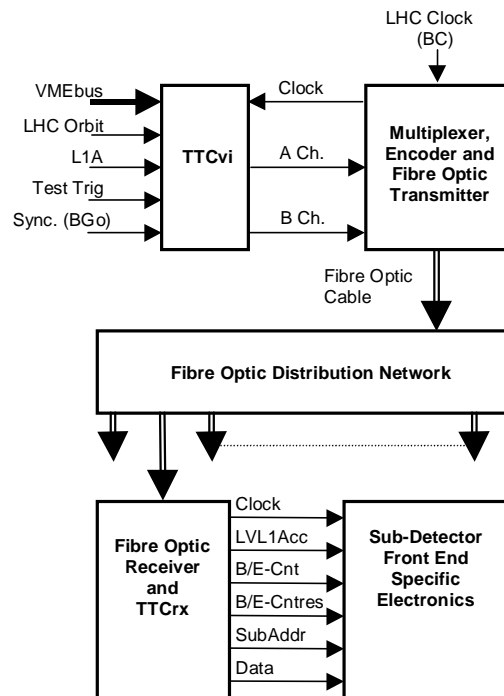 LHC Clock
(BC)
VMEbus
LHC Orbit
L1A
Test Trig
Sync. (BGo)
TTCvi
Clock
A Ch.
B Ch.
Multiplexer,
Encoder and
Fibre Optic
Transmitter
Fibre Optic
Cable
Fibre Optic Distribution Network
Fibre Optic
Receiver
and
TTCrx
Clock
LVL1Acc
B/E-Cnt
B/E-Cntres
SubAddr
Data
Sub-Detector
Front End
Specific
Electronics